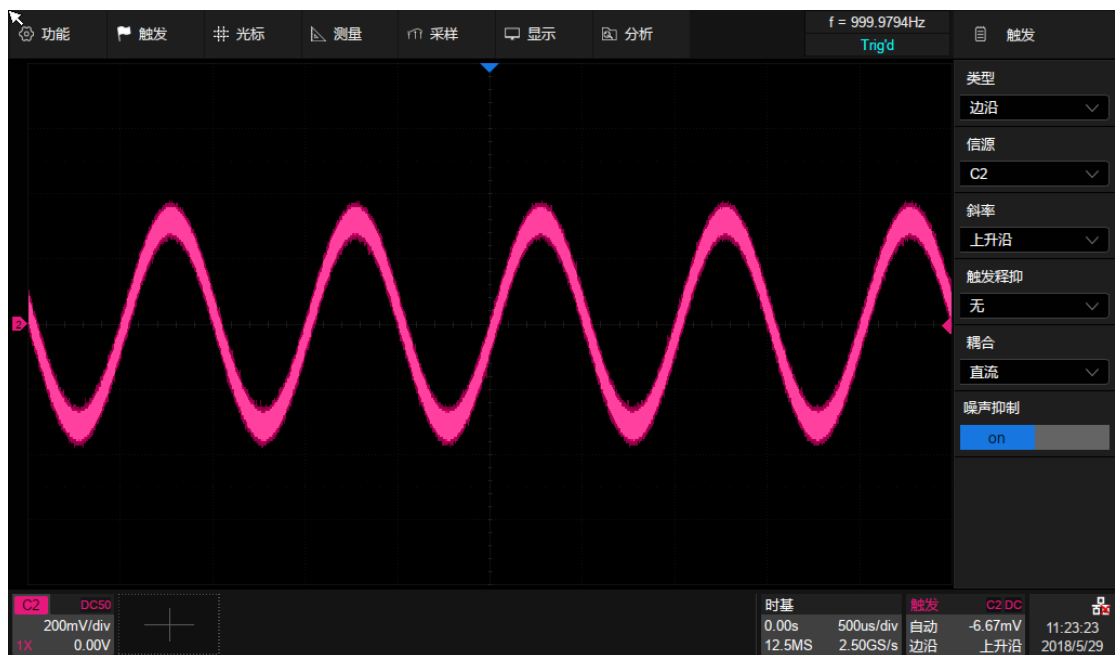 功能 触发 光标 测量 采样 显示 分析
f = 999.9794Hz
Trig'd
触发
类型
边沿
信源
C2
斜率
上升沿
触发释抑
无
耦合
直流
噪声抑制
on
2
C2 DC50
200mV/div
1X 0.00V
时基
0.00s 500us/div
12.5MS 2.50GS/s
触发 C2 DC
自动 -6.67mV
边沿 上升沿
11:23:23
2018/5/29